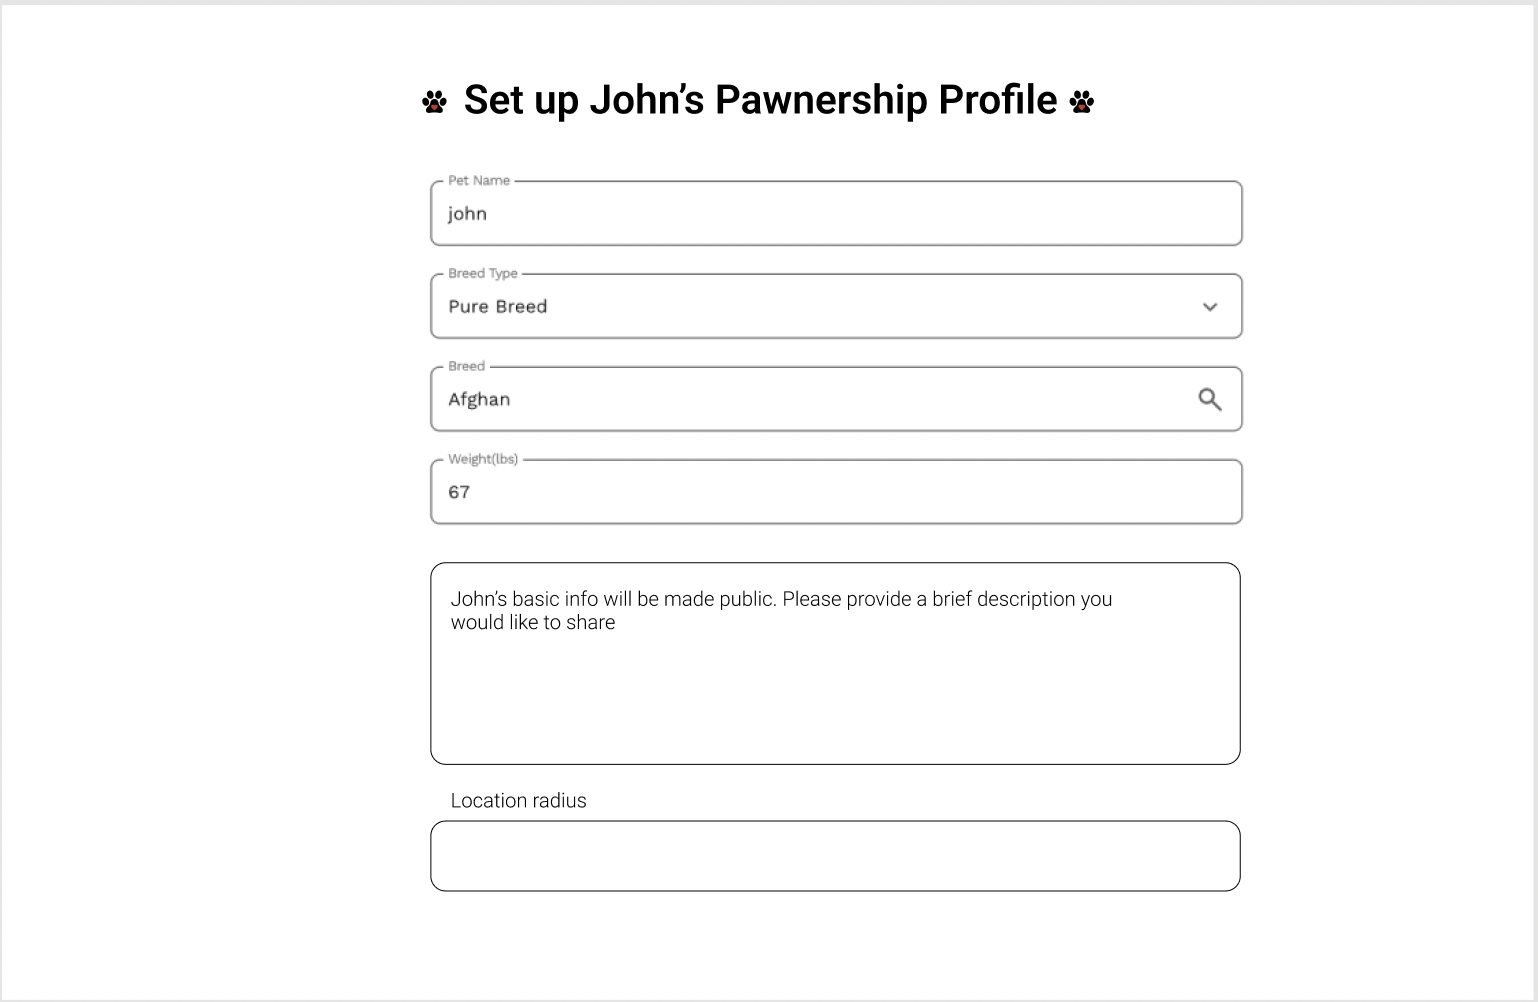 Set up John’s Pawnership Profile
Pet Name
john
Breed Type
Pure Breed
Breed
Afghan
Weight(lbs)
67
John’s basic info will be made public. Please provide a brief description you
would like to share
Location radius